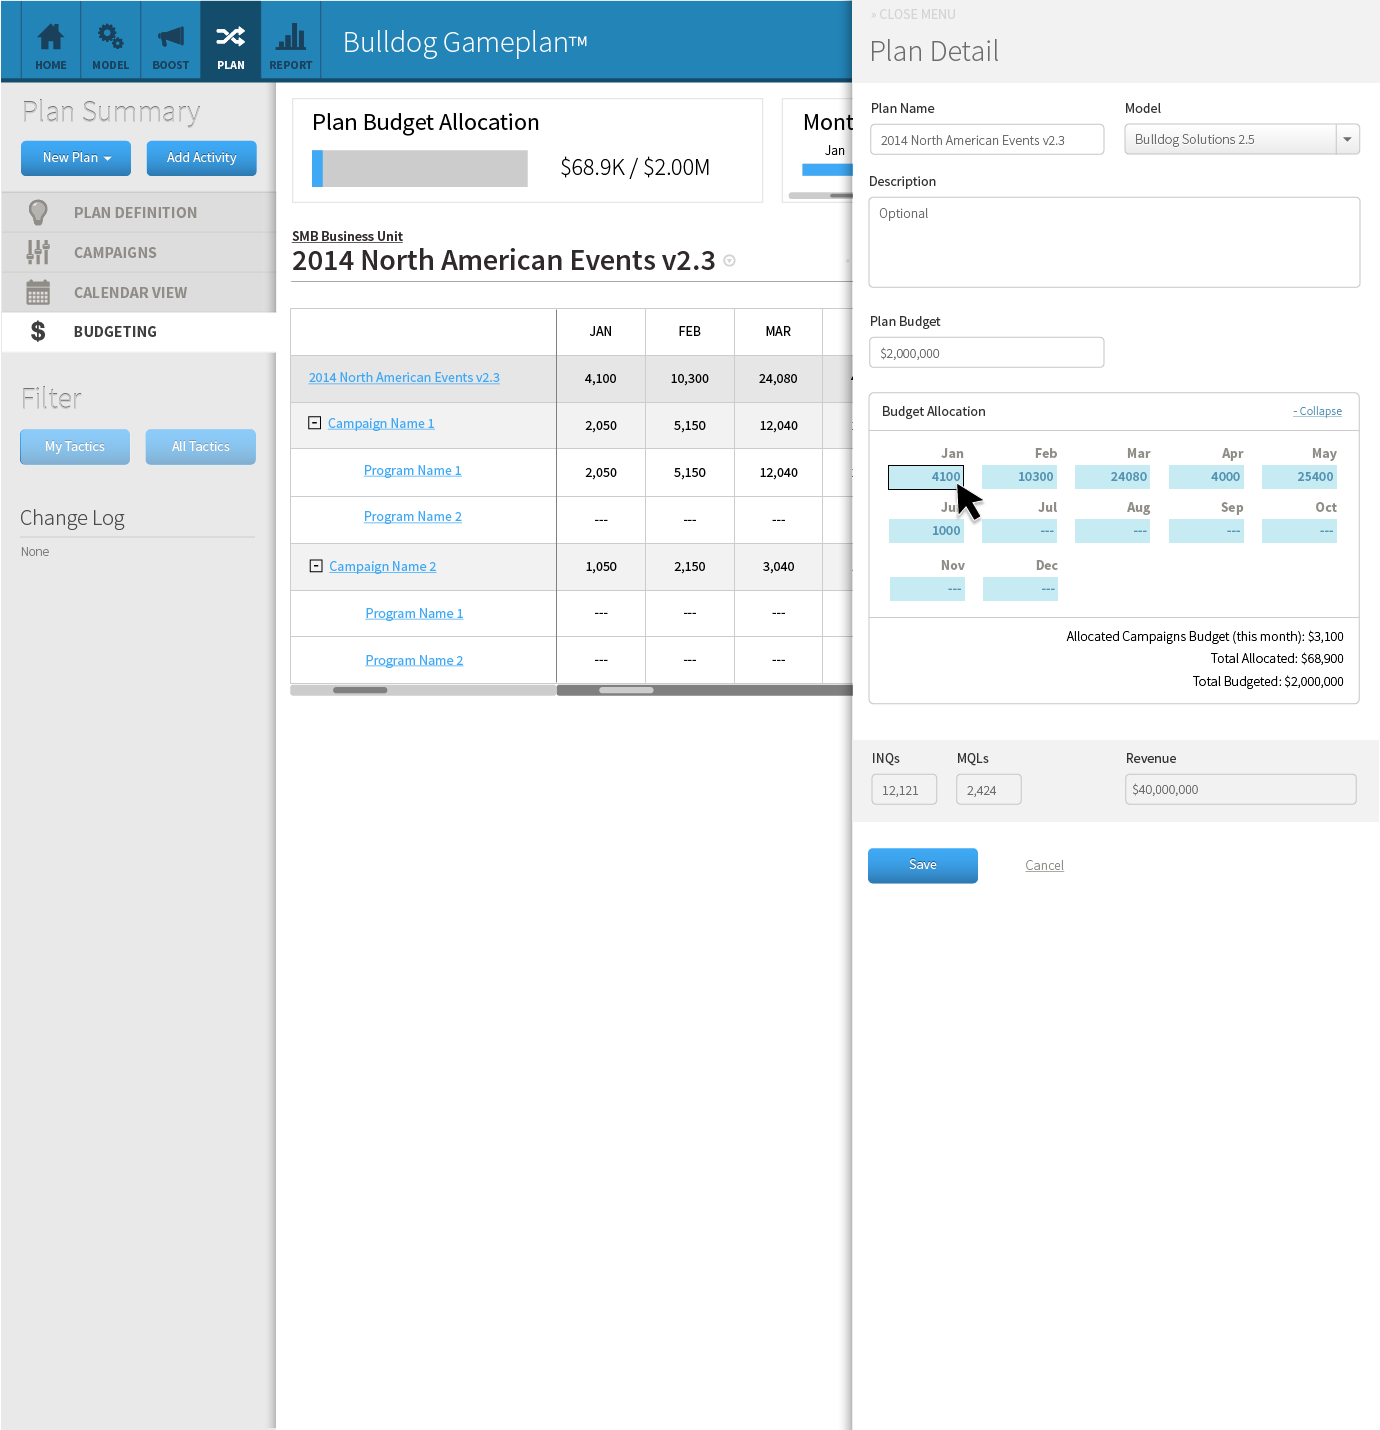 HOME
MODEL
BOOST
PLAN
REPORT
Bulldog Gameplan™
Plan Summary
New Plan
Add Activity
PLAN DEFINITION
CAMPAIGNS
CALENDAR VIEW
$ BUDGETING
Filter
My Tactics
All Tactics
Change Log
None
Plan Budget Allocation
$68.9K / $2.00M
Mont
Jan
SMB Business Unit
2014 North American Events v2.3
JAN FEB MAR
2014 North American Events v2.3 4,100 10,300 24,080
Campaign Name 1 2,050 5,150 12,040
Program Name 1 2,050 5,150 12,040
Program Name 2 --- --- ---
Campaign Name 2 1,050 2,150 3,040
Program Name 1 --- --- ---
Program Name 2 --- --- ---
» CLOSE MENU
Plan Detail
Plan Name
2014 North American Events v2.3
Model
Bulldog Solutions 2.5
Description
Optional
Plan Budget
$2,000,000
Budget Allocation
- Collapse
Jan Feb Mar Apr May
4100 10300 24080 4000 25400
Ju Jul Aug Sep Oct
1000 --- --- --- ---
Nov Dec
--- ---
Allocated Campaigns Budget (this month): $3,100
Total Allocated: $68,900
Total Budgeted: $2,000,000
INQs MQLs Revenue
12,121 2,424 $40,000,000
Save
Cancel